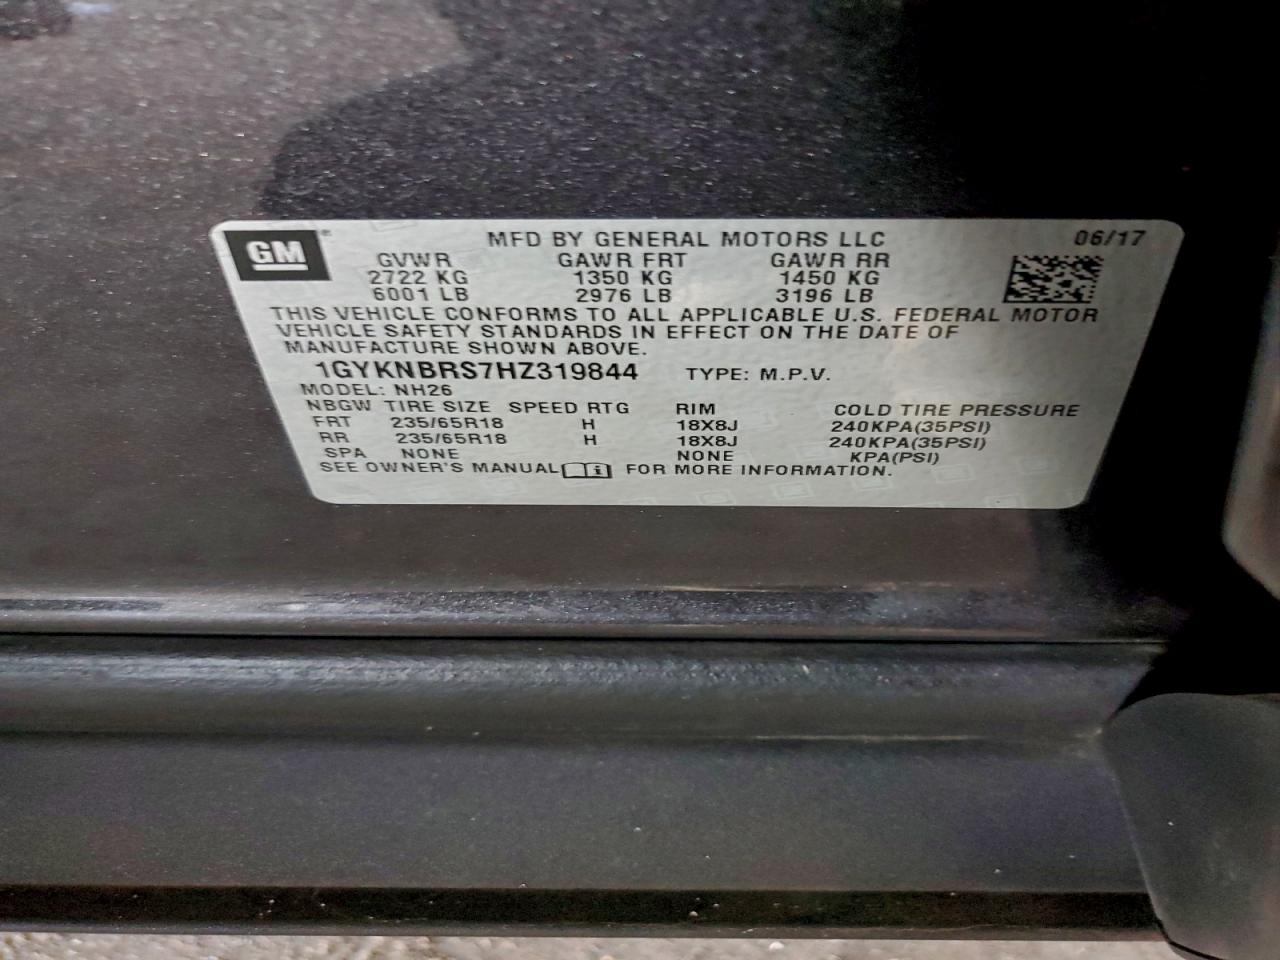 GM
MFD BY GENERAL MOTORS LLC 06/17
GVWR GAWR FRT GAWR RR
2722 KG 1350 KG 1450 KG
6001 LB 2976 LB 3196 LB
THIS VEHICLE CONFORMS TO ALL APPLICABLE U.S. FEDERAL MOTOR
VEHICLE SAFETY STANDARDS IN EFFECT ON THE DATE OF
MANUFACTURE SHOWN ABOVE.
1GYKNBRS7HZ319844 TYPE: M.P.V.
MODEL: NH26
NBGW TIRE SIZE SPEED RTG RIM COLD TIRE PRESSURE
FRT 235/65R18 H 18X8J 240KPA(35PSI)
RR 235/65R18 H 18X8J 240KPA(35PSI)
SPA NONE NONE KPA(PSI)
SEE OWNER'S MANUAL FOR MORE INFORMATION.